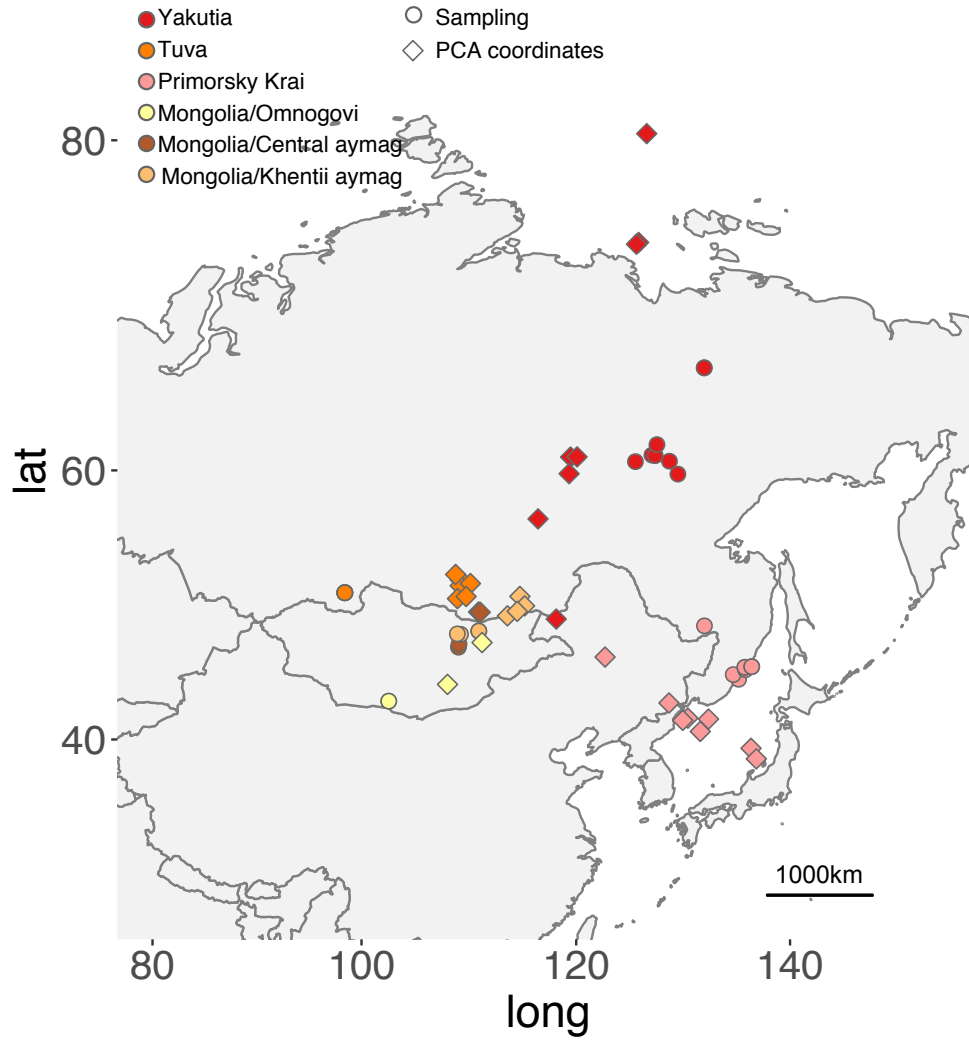 Yakutia
Tuva
Primorsky Krai
Mongolia/Omnogovi
Mongolia/Central aymag
Mongolia/Khentii aymag
Sampling
PCA coordinates
80
60
40
lat
1000km
80
100
120
140
long